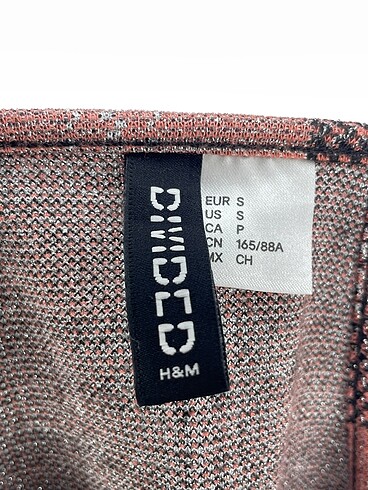 DIVIDED
H&M
EUR S
US S
CA P
CN 165/88A
MX CH